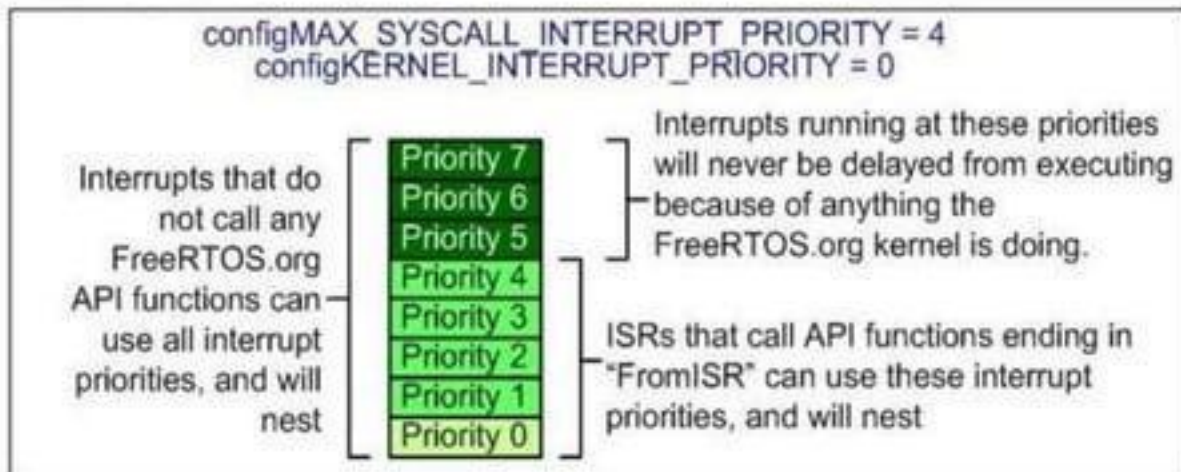 configMAX_SYSCALL_INTERRUPT_PRIORITY = 4
configKERNEL_INTERRUPT_PRIORITY = 0
Interrupts that do
not call any
FreeRTOS.org
API functions can
use all interrupt
priorities, and will
nest
Priority 7
Priority 6
Priority 5
Priority 4
Priority 3
Priority 2
Priority 1
Priority 0
Interrupts running at these priorities
will never be delayed from executing
because of anything the
FreeRTOS.org kernel is doing.
ISRs that call API functions ending in
“FromISR” can use these interrupt
priorities, and will nest